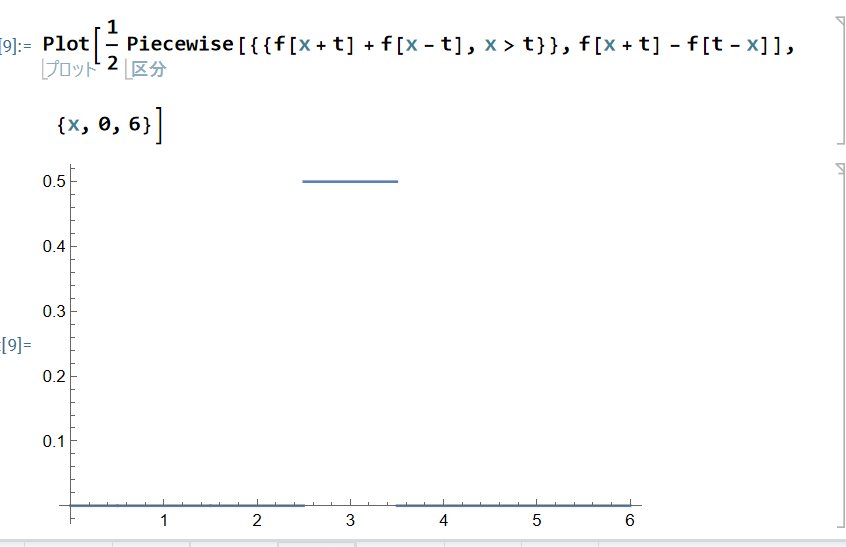 [9]:= Plot[1/2 Piecewise[{{f[x + t] + f[x - t], x > t}}, f[x + t] - f[t - x]],
プロット 区分
{x, 0, 6}]
0.5
0.4
0.3
[9]=
0.2
0.1
1 2 3 4 5 6